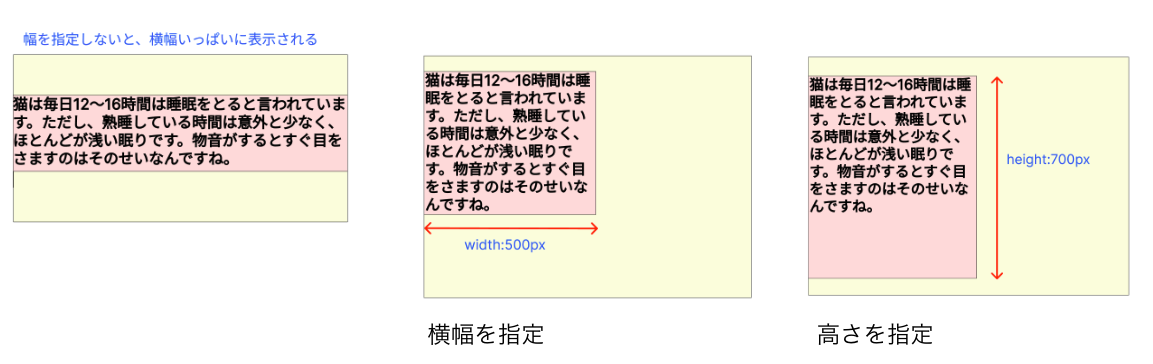 幅を指定しないと、横幅いっぱいに表示される
猫は毎日12〜16時間は睡眠をとると言われていま
す。ただし、熟睡している時間は意外と少なく、
ほとんどが浅い眠りです。物音がするとすぐ目を
さますのはそのせいなんですね。
猫は毎日12〜16時間は睡
眠をとると言われていま
す。ただし、熟睡してい
る時間は意外と少なく、
ほとんどが浅い眠りで
す。物音がするとすぐ目
をさますのはそのせいな
んですね。
width:500px
横幅を指定
猫は毎日12〜16時間は睡
眠をとると言われていま
す。ただし、熟睡してい
る時間は意外と少なく、
ほとんどが浅い眠りで
す。物音がするとすぐ目
をさますのはそのせいな
んですね。
height:700px
高さを指定